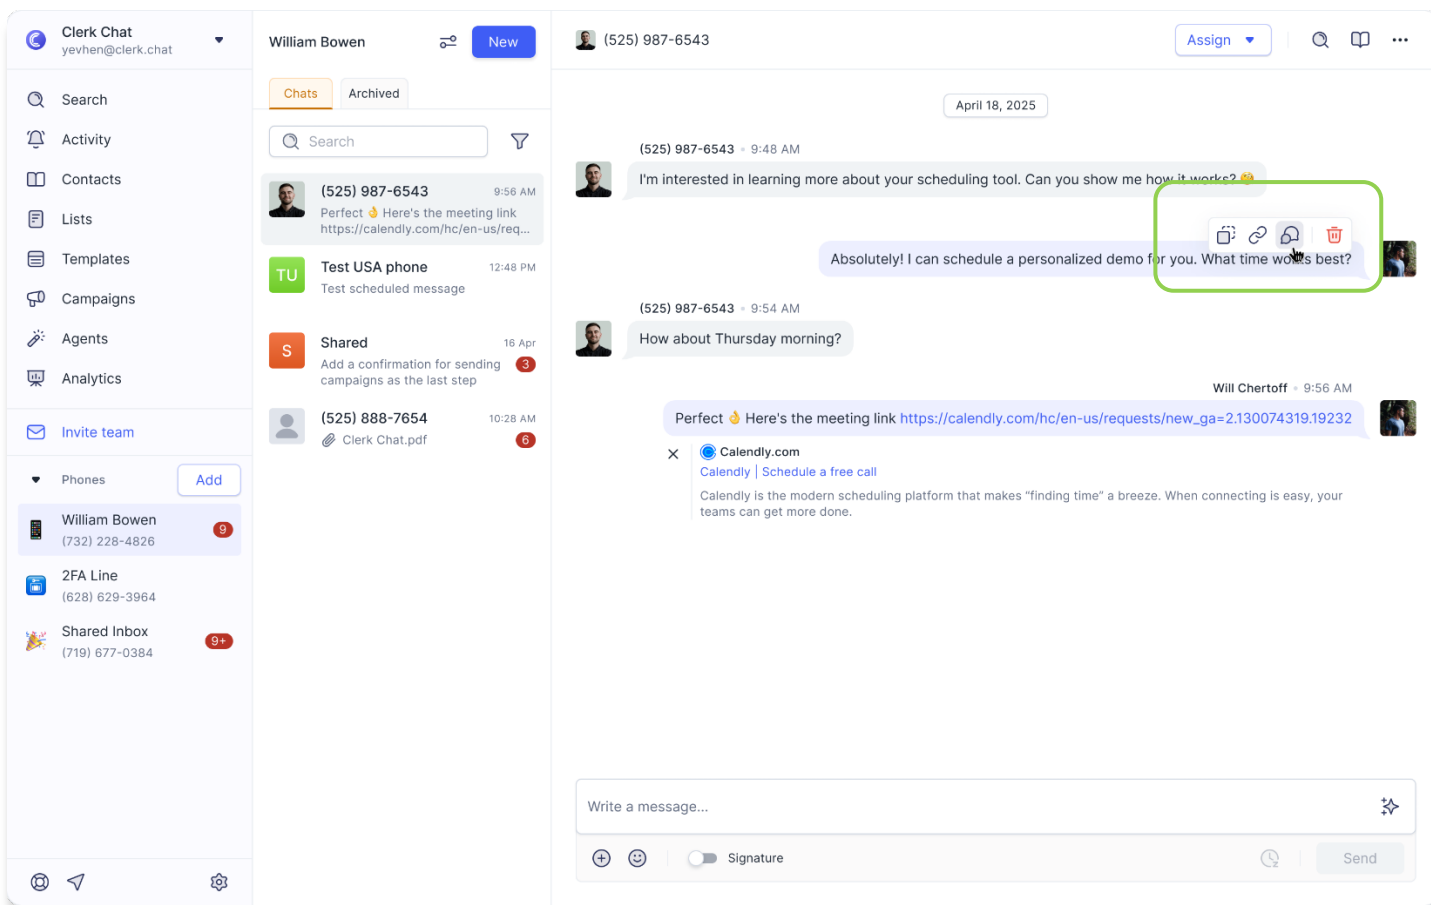 Clerk Chat
yevhen@clerk.chat
Search
Activity
Contacts
Lists
Templates
Campaigns
Agents
Analytics
Invite team
Phones
Add
William Bowen
(732) 228-4826
9
2FA Line
(628) 629-3964
Shared Inbox
(719) 677-0384
9+
William Bowen
New
Chats
Archived
Search
(525) 987-6543
9:56 AM
Perfect 👌 Here's the meeting link
https://calendly.com/hc/en-us/req...
TU
Test USA phone
12:48 PM
Test scheduled message
S
Shared
16 Apr
Add a confirmation for sending
campaigns as the last step
3
(525) 888-7654
10:28 AM
Clerk Chat.pdf
6
(525) 987-6543
Assign
April 18, 2025
(525) 987-6543 • 9:48 AM
I'm interested in learning more about your scheduling tool. Can you show me how it works?
Absolutely! I can schedule a personalized demo for you. What time works best?
(525) 987-6543 • 9:54 AM
How about Thursday morning?
Will Chertoff • 9:56 AM
Perfect 👌 Here's the meeting link https://calendly.com/hc/en-us/requests/new_ga=2.130074319.19232
Calendly.com
Calendly | Schedule a free call
Calendly is the modern scheduling platform that makes “finding time” a breeze. When connecting is easy, your
teams can get more done.
Write a message...
Signature
Send